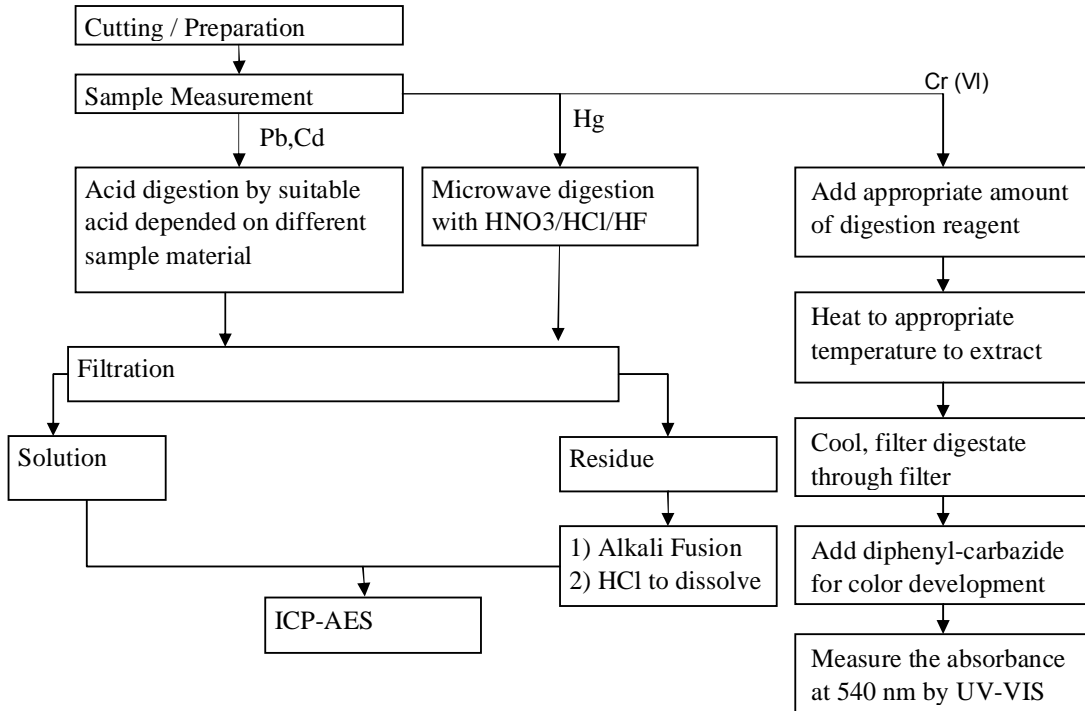 Cutting / Preparation
Sample Measurement
Cr (VI)
Hg
Pb,Cd
Acid digestion by suitable
acid depended on different
sample material
Microwave digestion
with HNO3/HCl/HF
Add appropriate amount
of digestion reagent
Heat to appropriate
temperature to extract
Filtration
Solution
Residue
Cool, filter digestate
through filter
1) Alkali Fusion
2) HCl to dissolve
Add diphenyl-carbazide
for color development
ICP-AES
Measure the absorbance
at 540 nm by UV-VIS